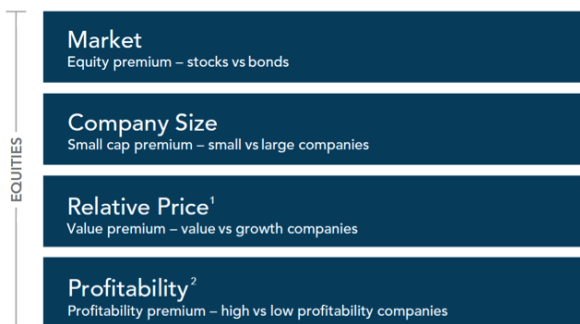 EQUITIES
Market
Equity premium – stocks vs bonds
Company Size
Small cap premium – small vs large companies
Relative Price¹
Value premium – value vs growth companies
Profitability²
Profitability premium – high vs low profitability companies